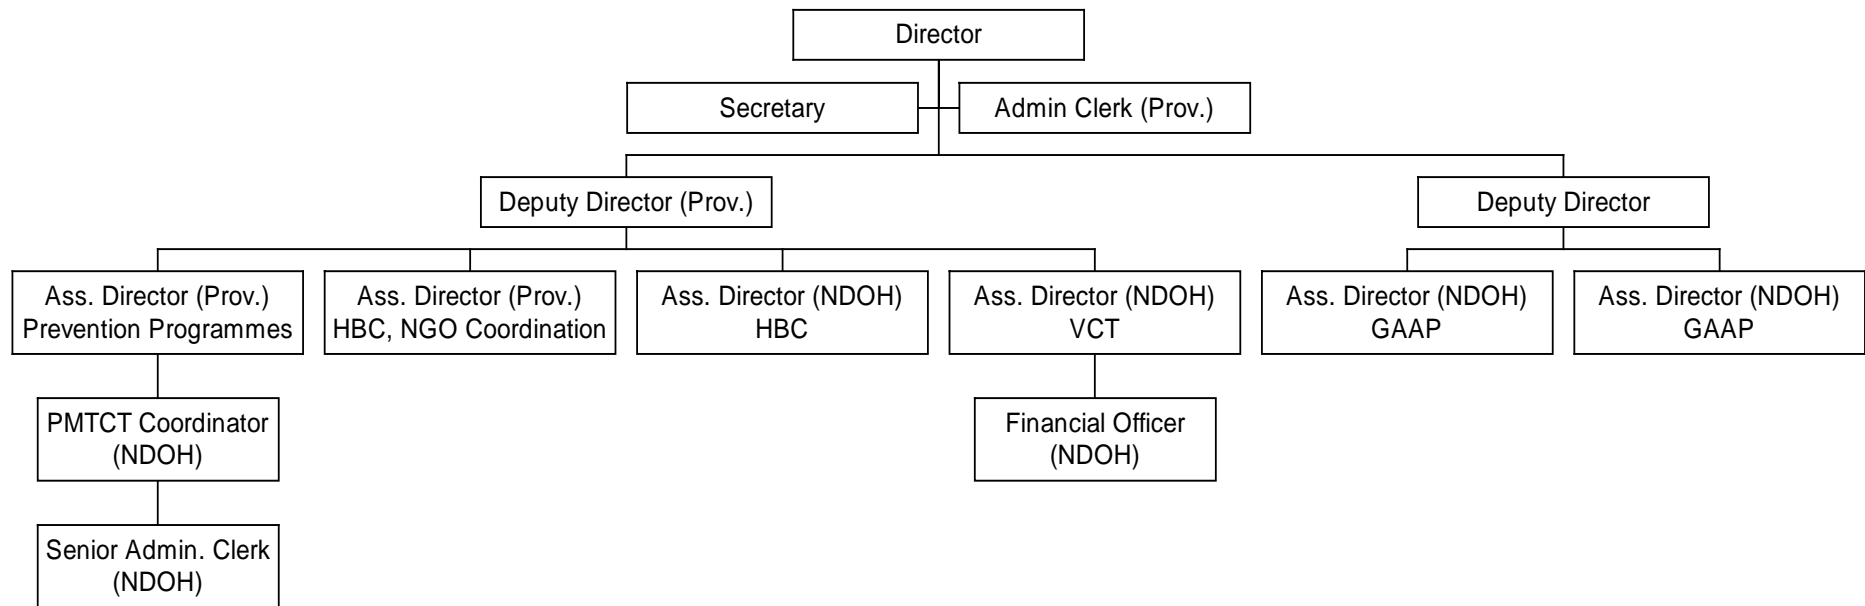 Director
Secretary
Admin Clerk (Prov.)
Deputy Director (Prov.)
Deputy Director
Ass. Director (Prov.)
Prevention Programmes
Ass. Director (Prov.)
HBC, NGO Coordination
Ass. Director (NDOH)
HBC
Ass. Director (NDOH)
VCT
Ass. Director (NDOH)
GAAP
Ass. Director (NDOH)
GAAP
PMTCT Coordinator
(NDOH)
Financial Officer
(NDOH)
Senior Admin. Clerk
(NDOH)